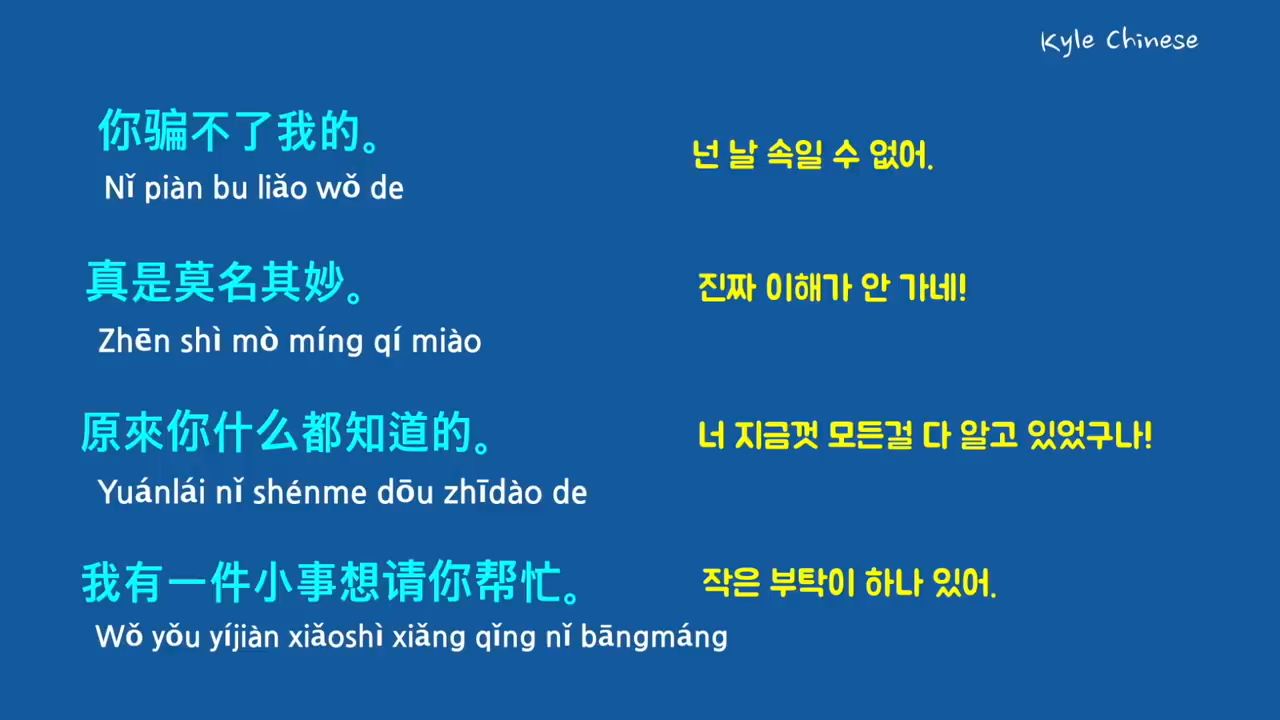 Kyle Chinese
你骗不了我的。
Nǐ piàn bu liǎo wǒ de
넌 날 속일 수 없어.
真是莫名其妙。
Zhēn shì mò míng qí miào
진짜 이해가 안 가네!
原來你什么都知道的。
Yuánlái nǐ shénme dōu zhīdào de
너 지금껏 모든걸 다 알고 있었구나!
我有一件小事想请你帮忙。
Wǒ yǒu yíjiàn xiǎoshì xiǎng qǐng nǐ bāngmáng
작은 부탁이 하나 있어.